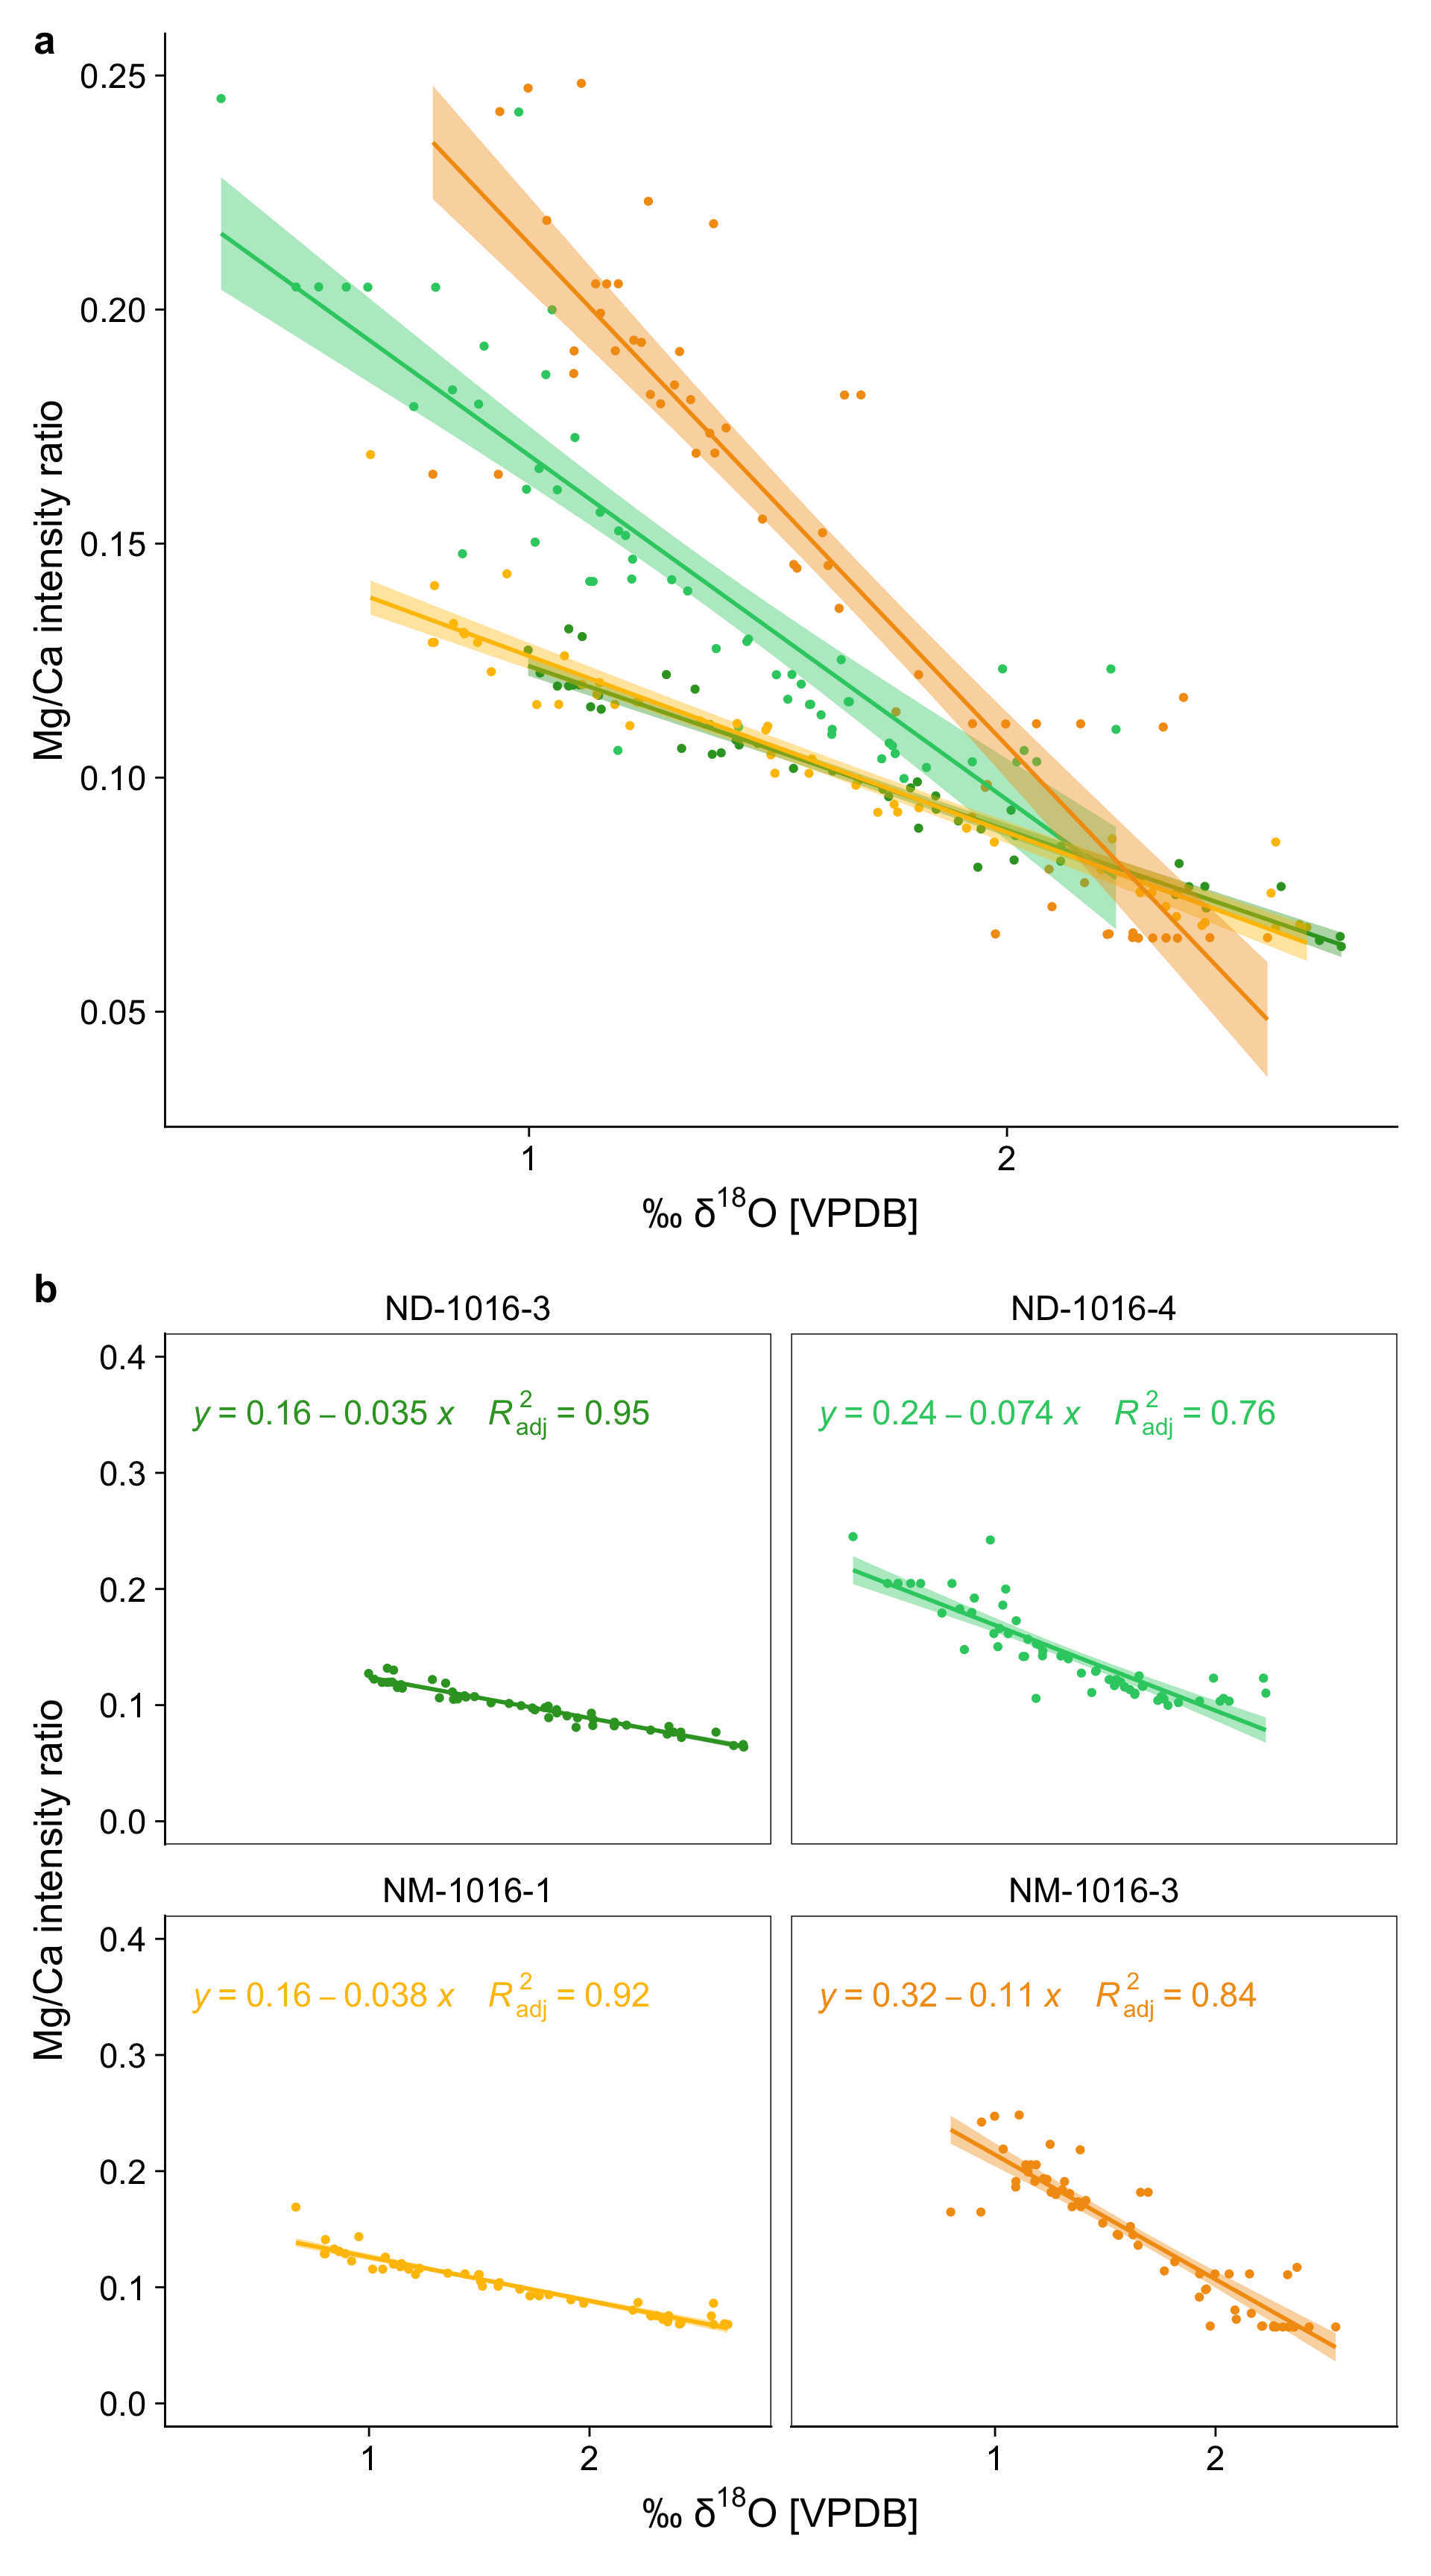 a
0.25
0.20
0.15
0.10
0.05
Mg/Ca intensity ratio
1 2
‰ δ¹⁸O [VPDB]
b
ND-1016-3 ND-1016-4
0.4
y = 0.16 – 0.035 x R²adj = 0.95 y = 0.24 – 0.074 x R²adj = 0.76
0.3
0.2
0.1
0.0
Mg/Ca intensity ratio
NM-1016-1 NM-1016-3
0.4
y = 0.16 – 0.038 x R²adj = 0.92 y = 0.32 – 0.11 x R²adj = 0.84
0.3
0.2
0.1
0.0
1 2 1 2
‰ δ¹⁸O [VPDB]